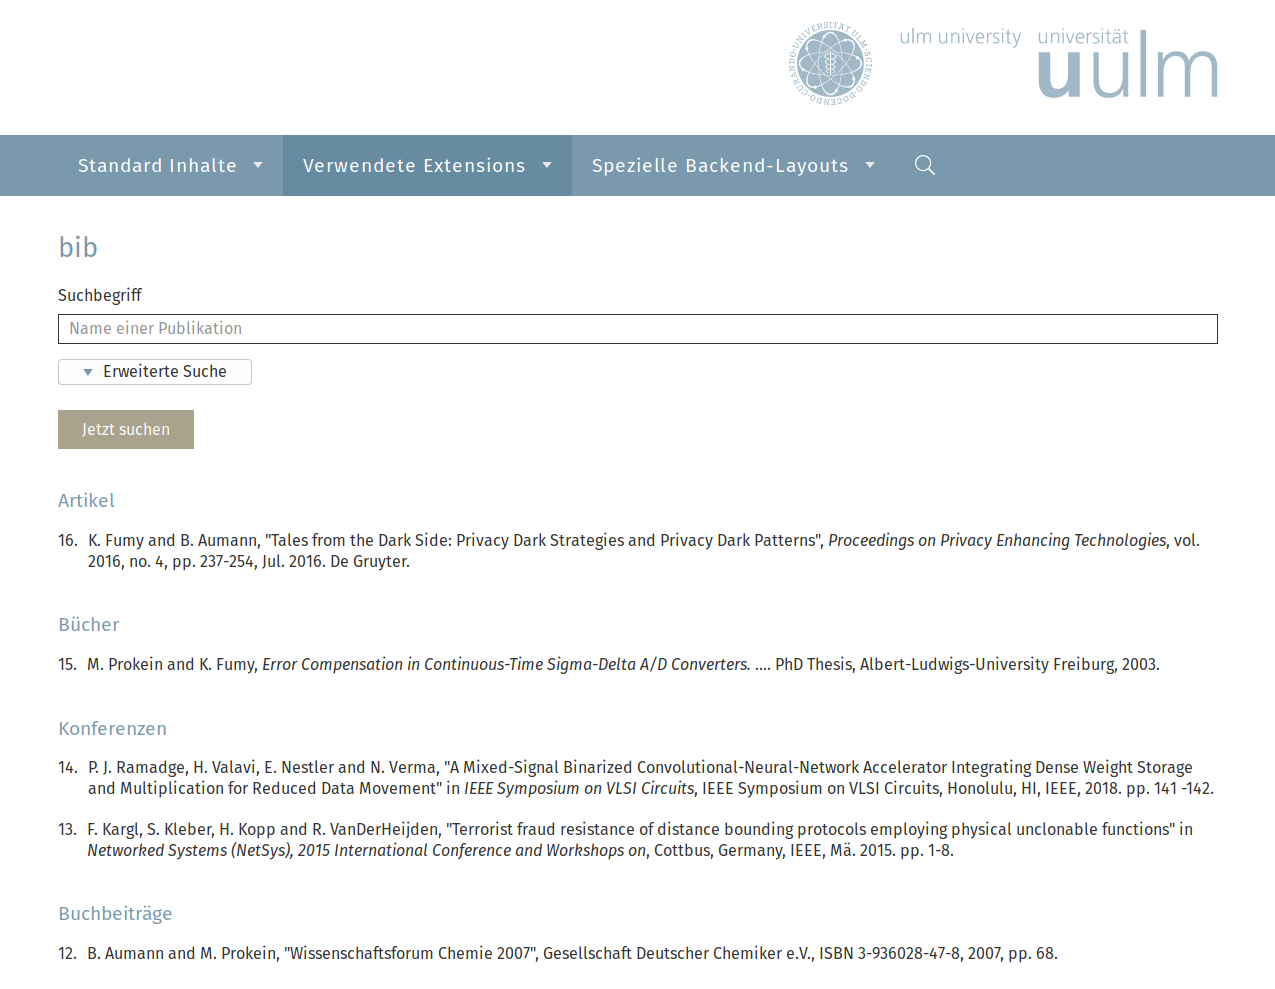 CURANDO·UNIVERSITÄT ULM·SCIENDO·DOCENDO·
ulm university universität
uulm
Standard Inhalte Verwendete Extensions Spezielle Backend-Layouts
bib
Suchbegriff
Name einer Publikation
Erweiterte Suche
Jetzt suchen
Artikel
16. K. Fumy and B. Aumann, "Tales from the Dark Side: Privacy Dark Strategies and Privacy Dark Patterns", Proceedings on Privacy Enhancing Technologies, vol.
2016, no. 4, pp. 237-254, Jul. 2016. De Gruyter.
Bücher
15. M. Prokein and K. Fumy, Error Compensation in Continuous-Time Sigma-Delta A/D Converters. .... PhD Thesis, Albert-Ludwigs-University Freiburg, 2003.
Konferenzen
14. P. J. Ramadge, H. Valavi, E. Nestler and N. Verma, "A Mixed-Signal Binarized Convolutional-Neural-Network Accelerator Integrating Dense Weight Storage
and Multiplication for Reduced Data Movement" in IEEE Symposium on VLSI Circuits, IEEE Symposium on VLSI Circuits, Honolulu, HI, IEEE, 2018. pp. 141 -142.
13. F. Kargl, S. Kleber, H. Kopp and R. VanDerHeijden, "Terrorist fraud resistance of distance bounding protocols employing physical unclonable functions" in
Networked Systems (NetSys), 2015 International Conference and Workshops on, Cottbus, Germany, IEEE, Mä. 2015. pp. 1-8.
Buchbeiträge
12. B. Aumann and M. Prokein, "Wissenschaftsforum Chemie 2007", Gesellschaft Deutscher Chemiker e.V., ISBN 3-936028-47-8, 2007, pp. 68.